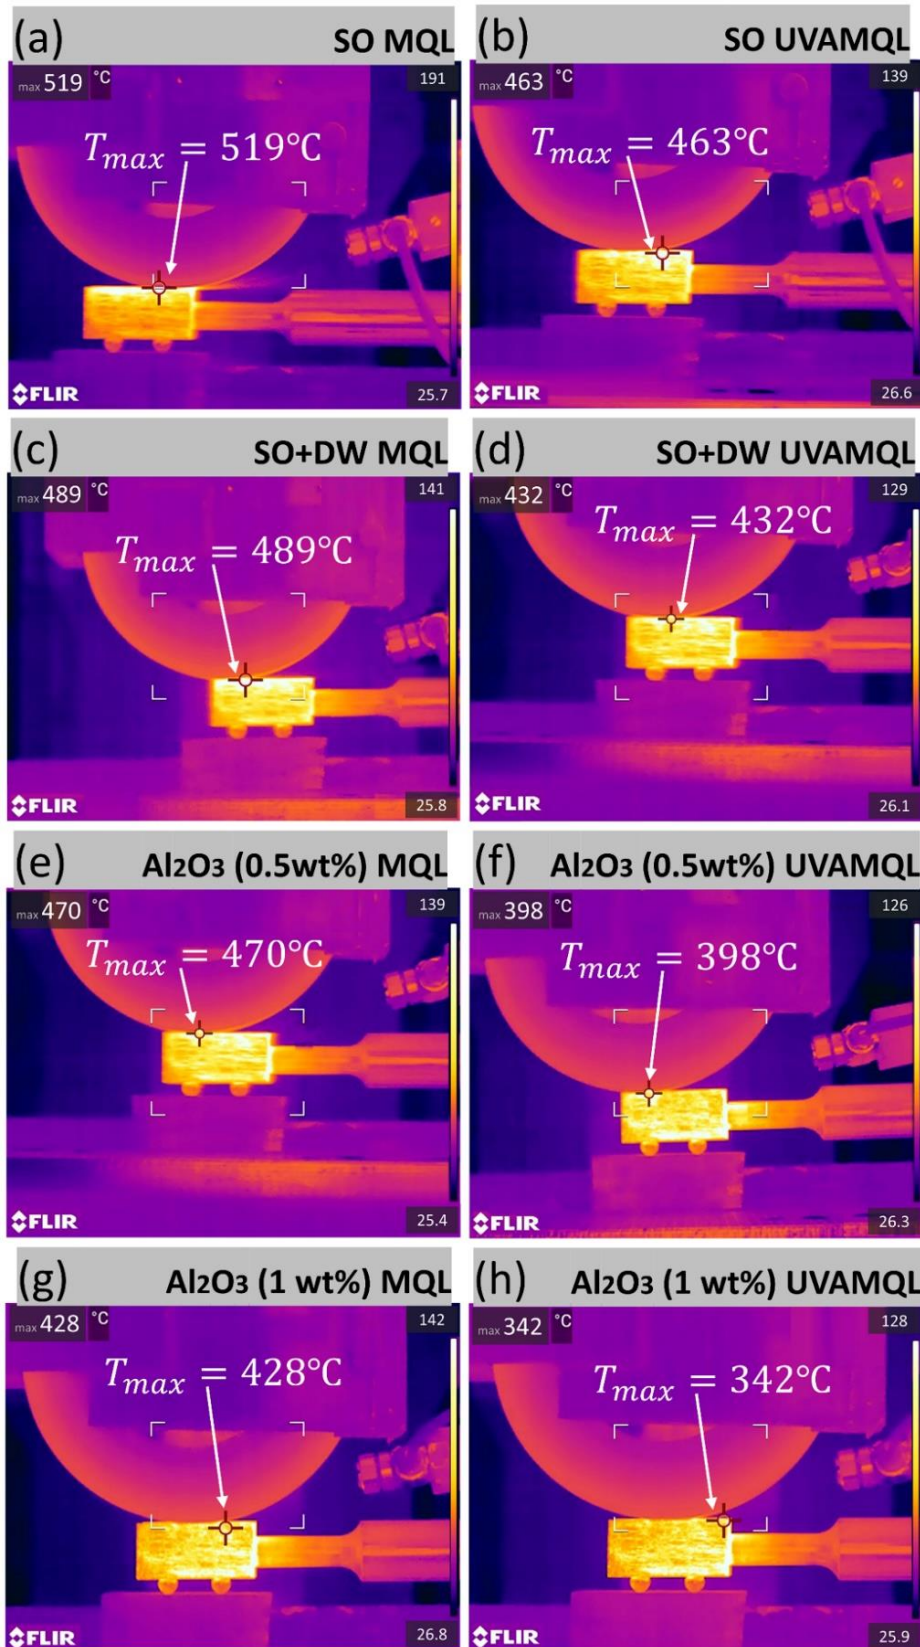 (a) SO MQL
max 519 °C 191
Tmax = 519°C
FLIR 25.7
(b) SO UVAMQL
max 463 °C 139
Tmax = 463°C
FLIR 26.6
(c) SO+DW MQL
max 489 °C 141
Tmax = 489°C
FLIR 25.8
(d) SO+DW UVAMQL
max 432 °C 129
Tmax = 432°C
FLIR 26.1
(e) Al2O3 (0.5wt%) MQL
max 470 °C 139
Tmax = 470°C
FLIR 25.4
(f) Al2O3 (0.5wt%) UVAMQL
max 398 °C 126
Tmax = 398°C
FLIR 26.3
(g) Al2O3 (1 wt%) MQL
max 428 °C 142
Tmax = 428°C
FLIR 26.8
(h) Al2O3 (1 wt%) UVAMQL
max 342 °C 128
Tmax = 342°C
FLIR 25.9